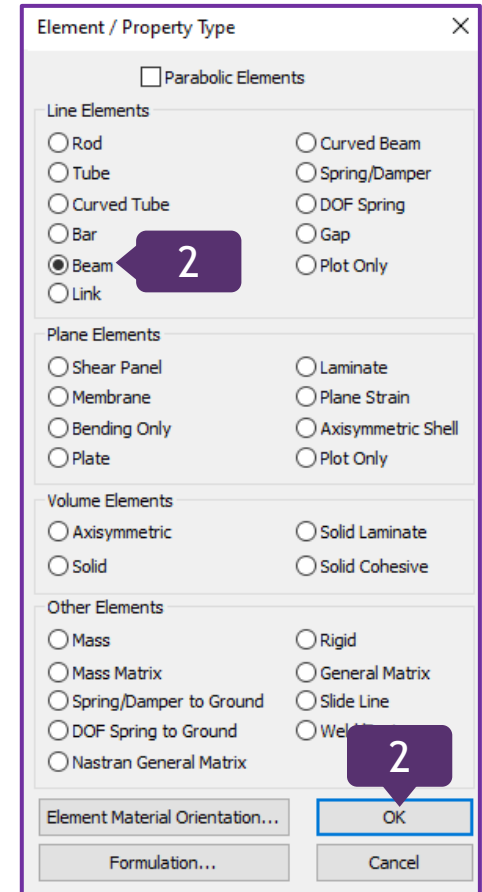 Element / Property Type
Parabolic Elements
Line Elements
Rod
Curved Beam
Tube
Spring/Damper
Curved Tube
DOF Spring
Bar
Gap
Beam
2
Plot Only
Link
Plane Elements
Shear Panel
Laminate
Membrane
Plane Strain
Bending Only
Axisymmetric Shell
Plate
Plot Only
Volume Elements
Axisymmetric
Solid Laminate
Solid
Solid Cohesive
Other Elements
Mass
Rigid
Mass Matrix
General Matrix
Spring/Damper to Ground
Slide Line
DOF Spring to Ground
Nastran General Matrix
2
Element Material Orientation...
OK
Formulation...
Cancel